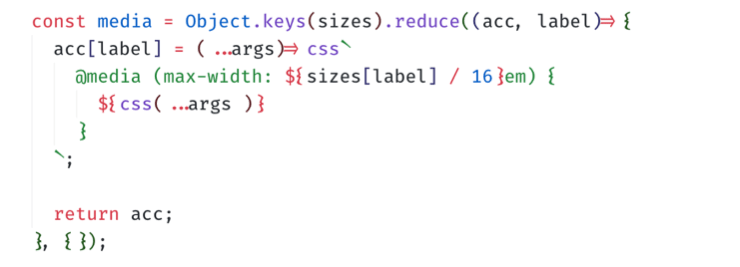 const media = Object.keys(sizes).reduce((acc, label)=> {
  acc[label] = ( ...args)=> css`
    @media (max-width: ${sizes[label] / 16}em) {
      ${css( ...args )}
    }
  `;

  return acc;
}, { });